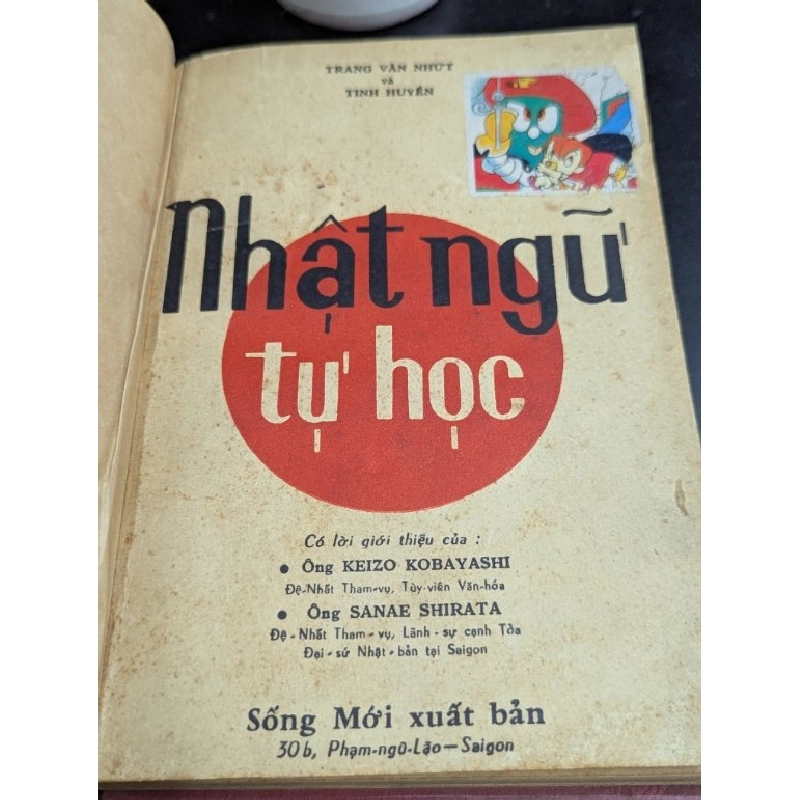 TRANG VĂN NHỨT
và
TỊNH HUYỀN
Nhật ngữ
tự học
Có lời giới thiệu của :
● Ông KEIZO KOBAYASHI
Đệ-Nhất Tham-vụ, Tùy-viên Văn-hóa
● Ông SANAE SHIRATA
Đệ-Nhất Tham-vụ, Lãnh-sự cạnh Tòa
Đại-sứ Nhật-bản tại Saigon
Sống Mới xuất bản
30b, Phạm-ngũ-Lão—Saigon